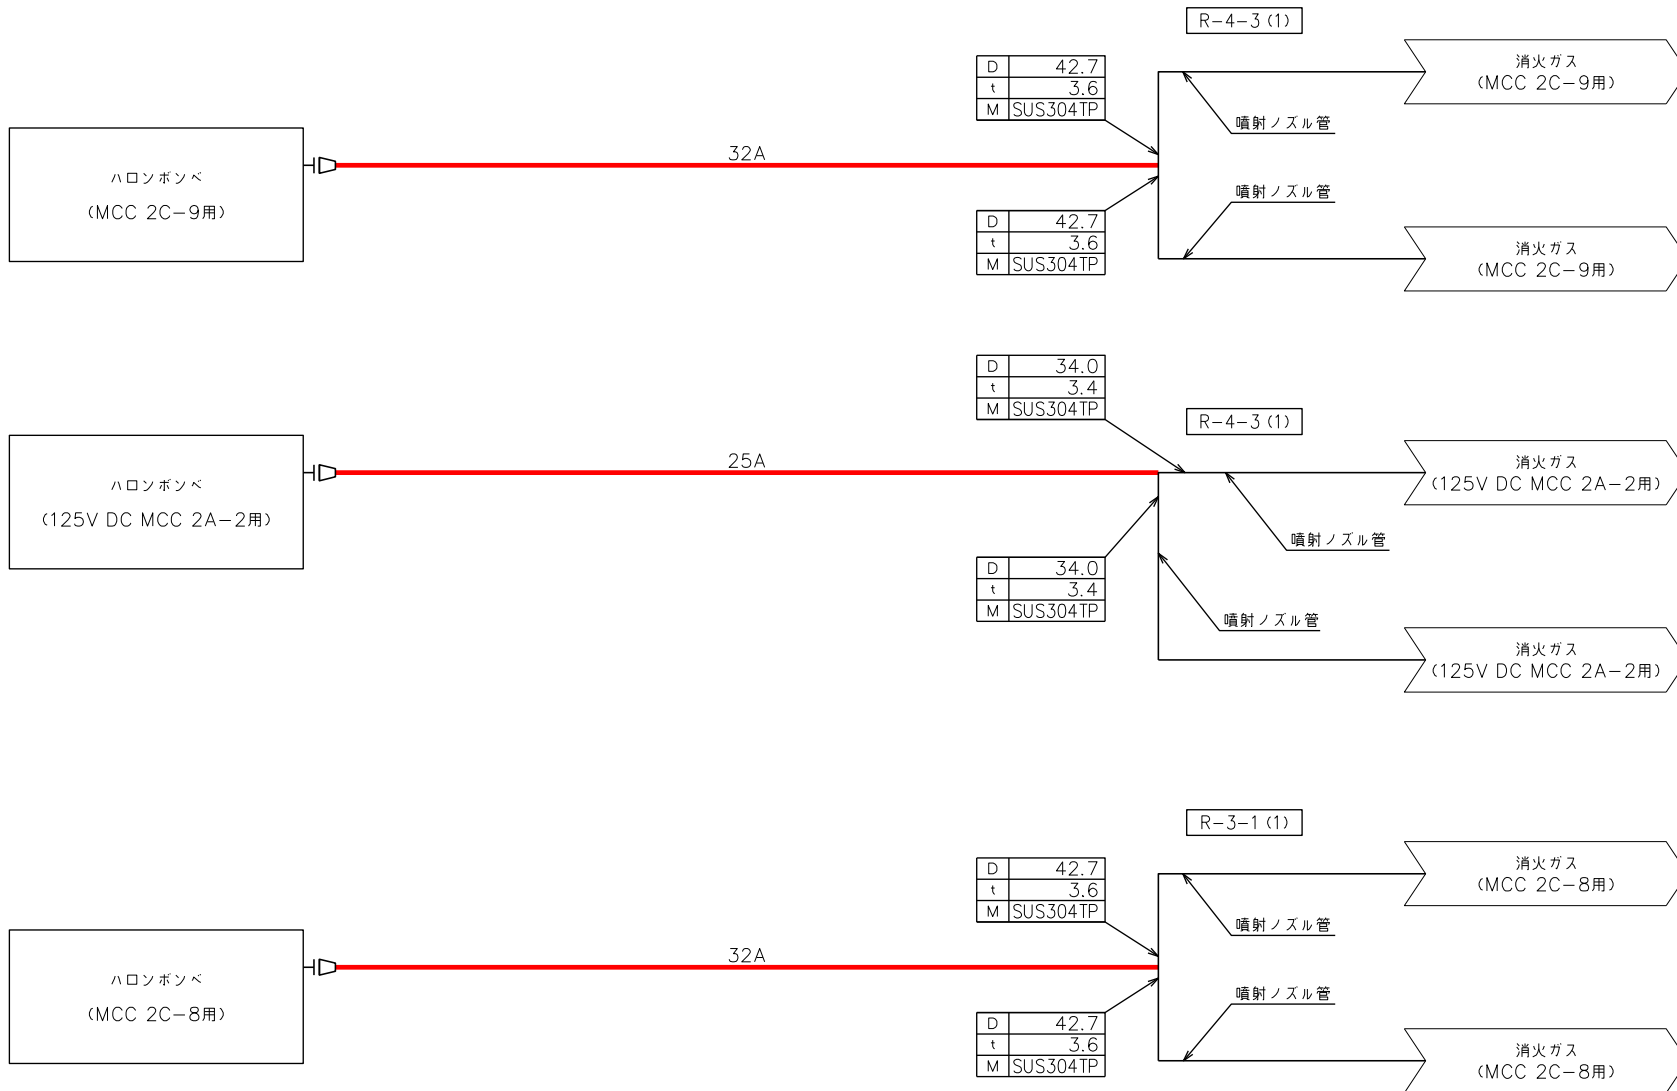 R-4-3(1)
D 42.7
t 3.6
M SUS304TP
消火ガス
(MCC 2C-9用)
噴射ノズル管
32A
ハロンボンベ
(MCC 2C-9用)
噴射ノズル管
D 42.7
t 3.6
M SUS304TP
消火ガス
(MCC 2C-9用)
D 34.0
t 3.4
M SUS304TP
R-4-3(1)
25A
消火ガス
(125V DC MCC 2A-2用)
ハロンボンベ
(125V DC MCC 2A-2用)
噴射ノズル管
D 34.0
t 3.4
M SUS304TP
噴射ノズル管
消火ガス
(125V DC MCC 2A-2用)
R-3-1(1)
D 42.7
t 3.6
M SUS304TP
消火ガス
(MCC 2C-8用)
噴射ノズル管
32A
ハロンボンベ
(MCC 2C-8用)
噴射ノズル管
D 42.7
t 3.6
M SUS304TP
消火ガス
(MCC 2C-8用)